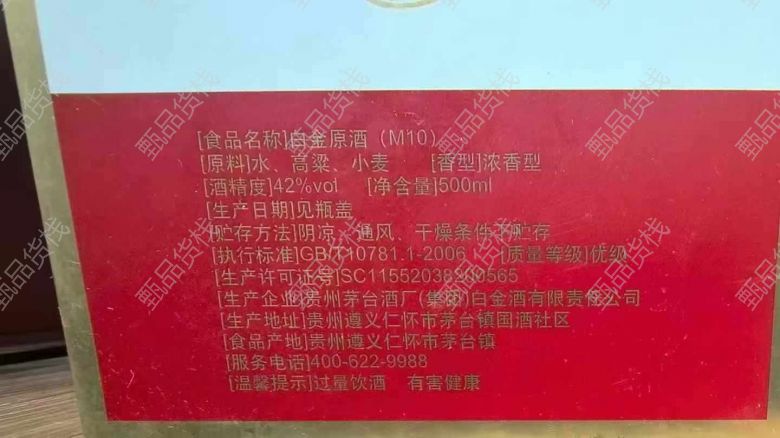 [食品名称]白金原酒（M10）
[原料]水、高粱、小麦 [香型]浓香型
[酒精度]42%vol [净含量]500ml
[生产日期]见瓶盖
[贮存方法]阴凉、通风、干燥条件下贮存
[执行标准]GB/T10781.1-2006 [质量等级]优级
[生产许可证号]
[生产企业]贵州茅台酒厂(集团)白金酒有限责任公司
[生产地址]贵州遵义仁怀市茅台镇国酒社区
[食品产地]贵州遵义仁怀市茅台镇
[服务电话]400-622-9988
[温馨提示]过量饮酒 有害健康
甄品货栈